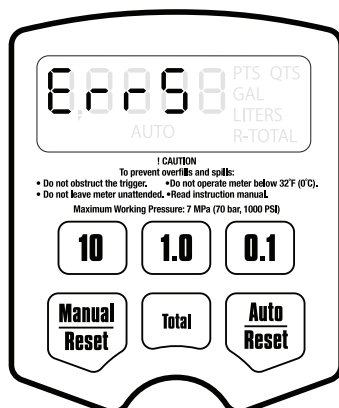 ErrS PTS QTS
GAL
LITERS
AUTO R-TOTAL
! CAUTION
To prevent overfills and spills:
• Do not obstruct the trigger. •Do not operate meter below 32°F (0°C).
• Do not leave meter unattended. •Read instruction manual.
Maximum Working Pressure: 7 MPa (70 bar, 1000 PSI)
10 1.0 0.1
Manual Total Auto
Reset Reset